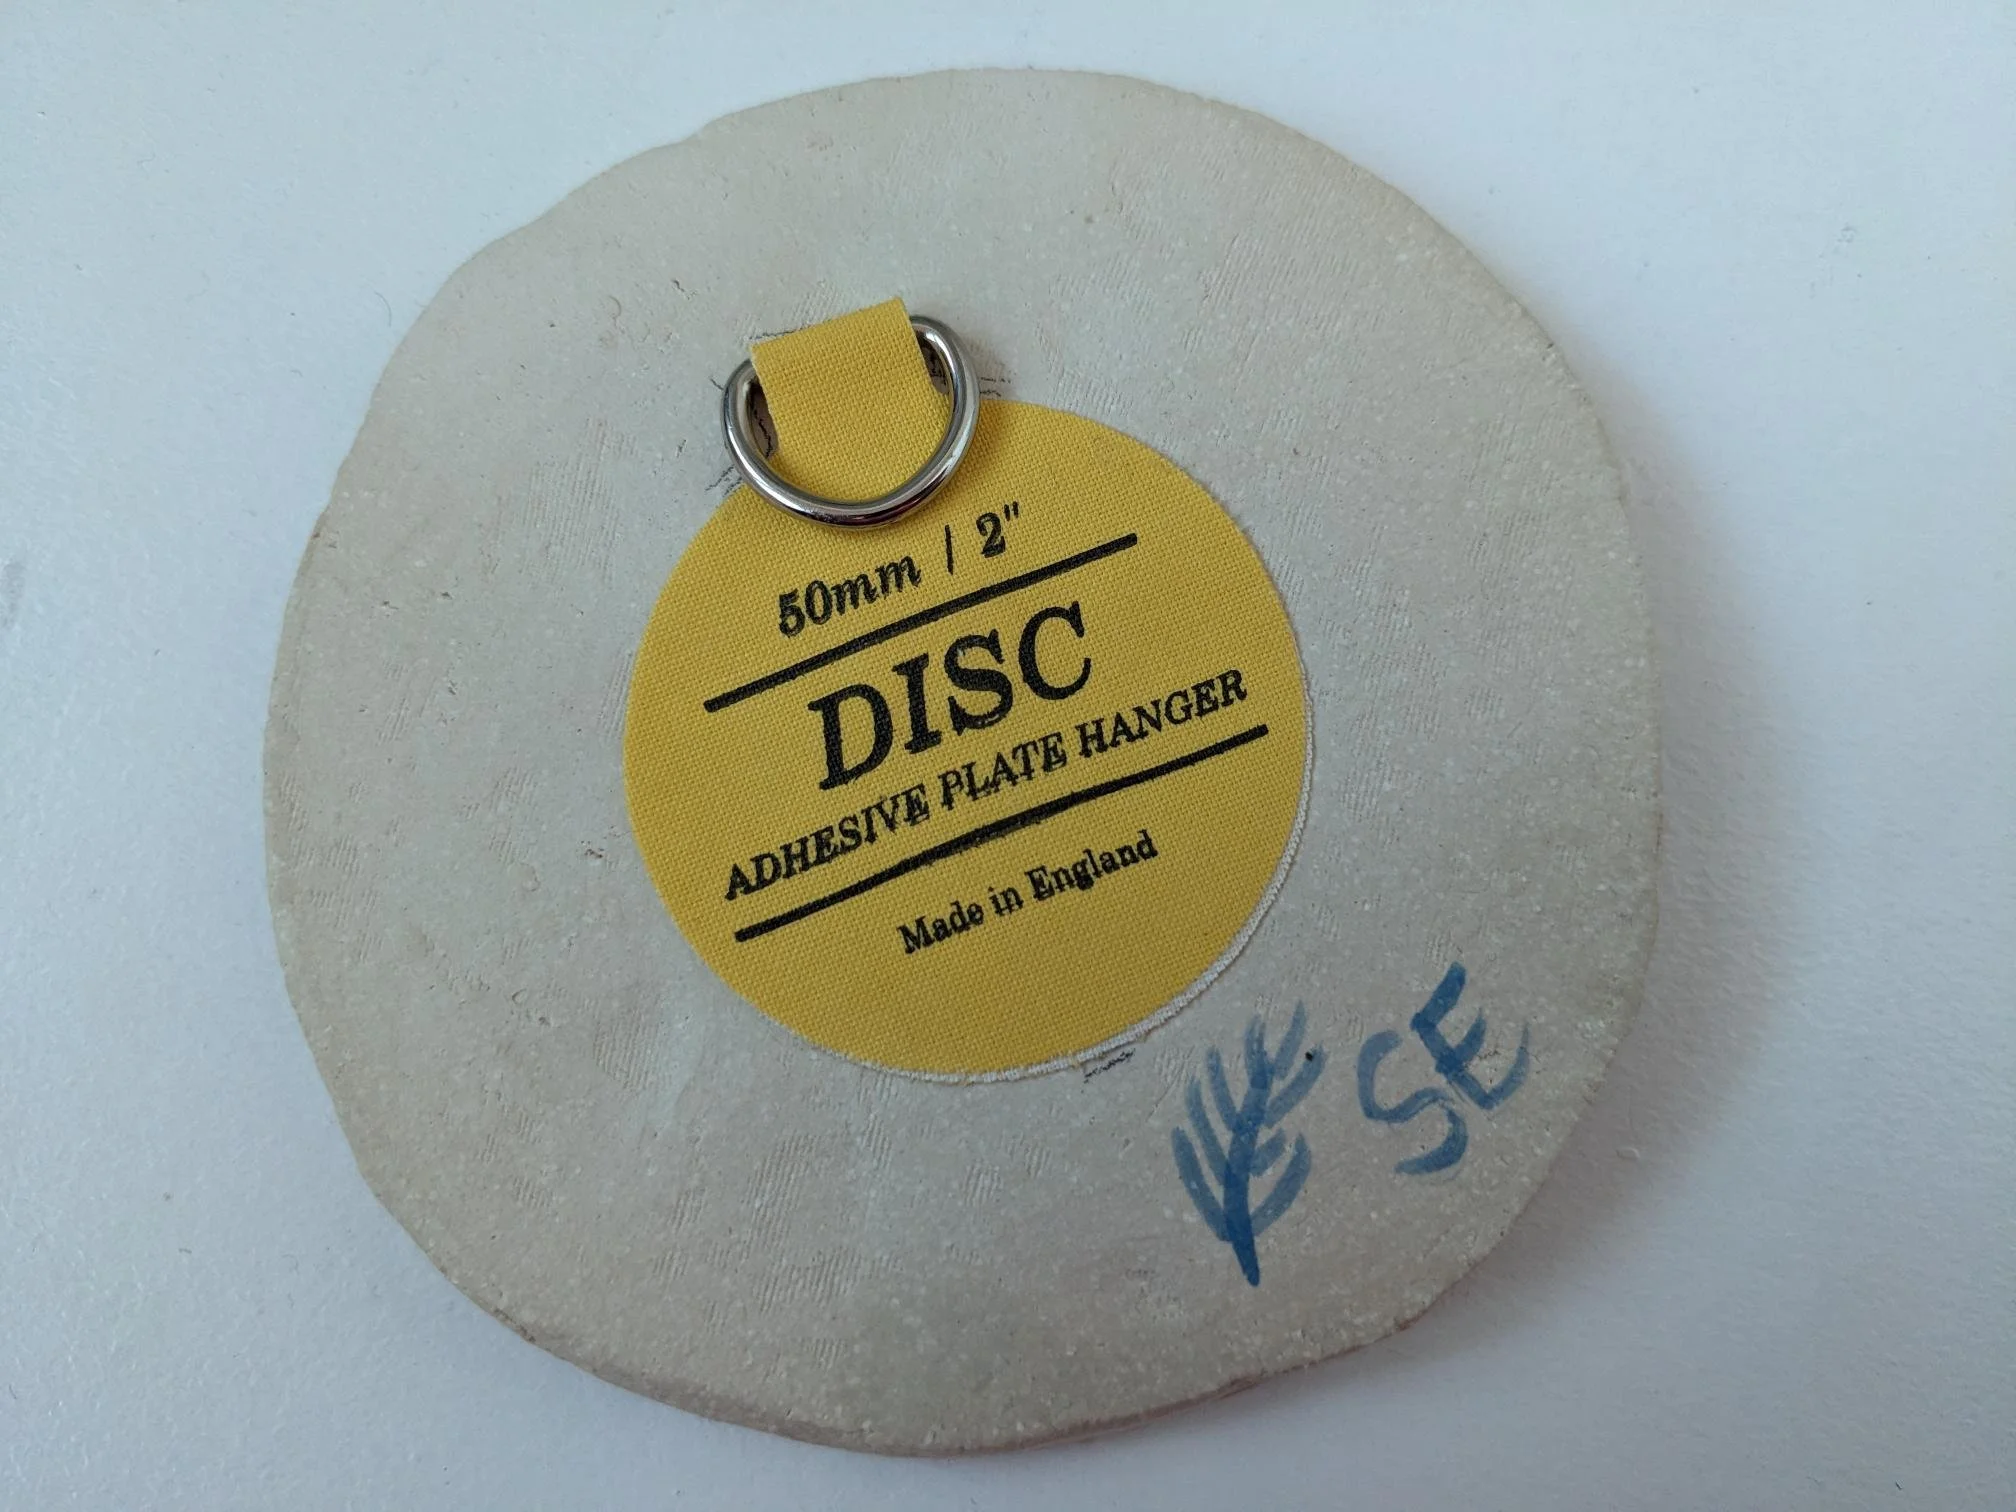 50mm / 2"
DISC
ADHESIVE PLATE HANGER
Made in England
SE